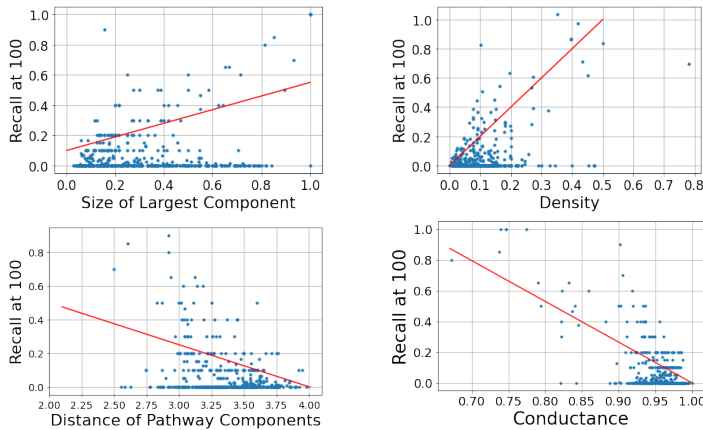 Recall at 100
1.0
0.8
0.6
0.4
0.2
0.0
0.0 0.2 0.4 0.6 0.8 1.0
Size of Largest Component
Recall at 100
1.0
0.8
0.6
0.4
0.2
0.0
0.0 0.1 0.2 0.3 0.4 0.5 0.6 0.7 0.8
Density
Recall at 100
0.8
0.6
0.4
0.2
0.0
2.00 2.25 2.50 2.75 3.00 3.25 3.50 3.75 4.00
Distance of Pathway Components
Recall at 100
1.0
0.8
0.6
0.4
0.2
0.0
0.70 0.75 0.80 0.85 0.90 0.95 1.00
Conductance